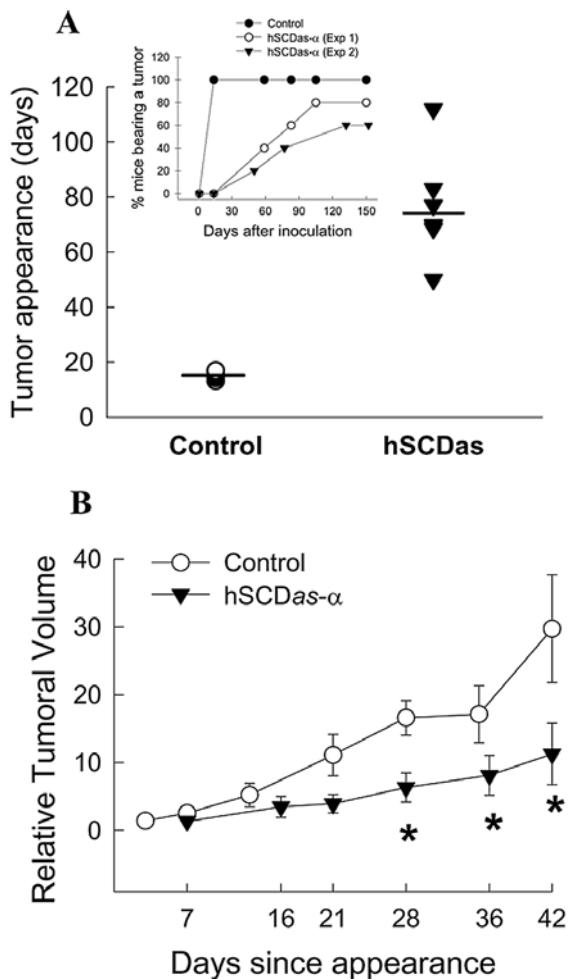 A
Control
hSCDas-α (Exp 1)
hSCDas-α (Exp 2)
% mice bearing a tumor
100
80
60
40
20
0
0 30 60 90 120 150
Days after inoculation
Tumor appearance (days)
120
100
80
60
40
20
0
Control hSCDas
B
Control
hSCDas-α
Relative Tumoral Volume
40
30
20
10
0
* * *
7 16 21 28 36 42
Days since appearance